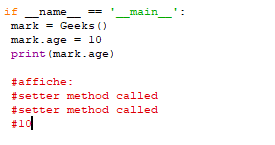 if __name__ == '__main__':
 mark = Geeks()
 mark.age = 10
 print(mark.age)
 #affiche:
 #setter method called
 #setter method called
 #10